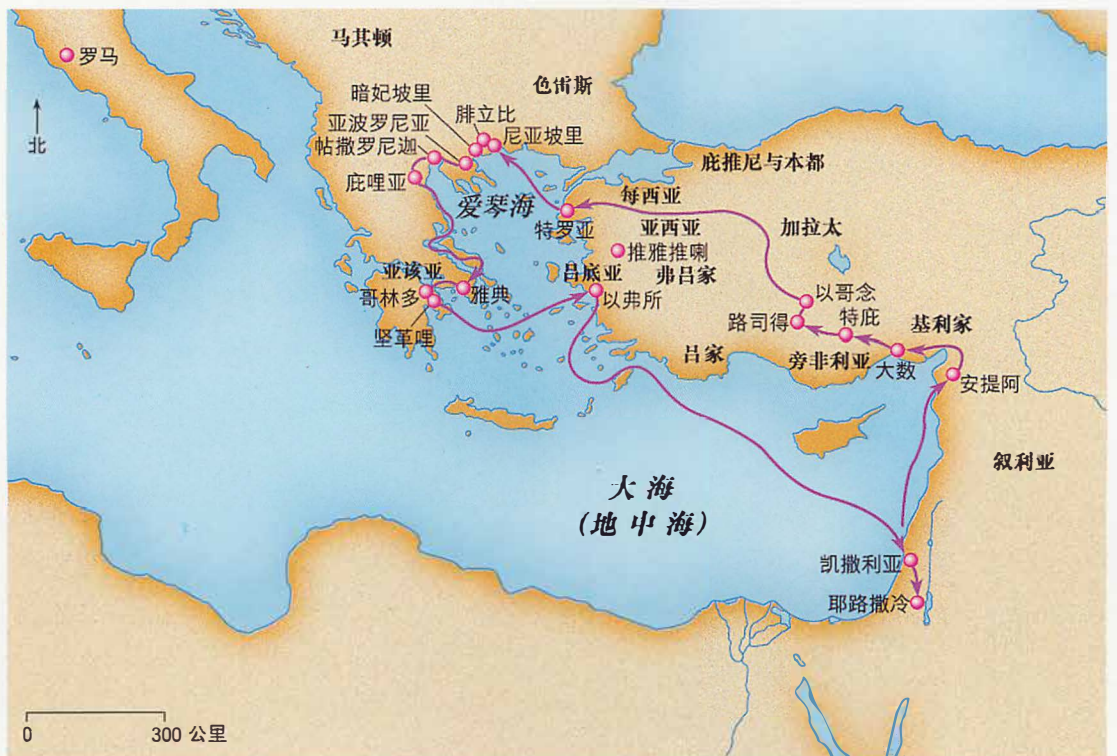 马其顿
罗马
色雷斯
暗妃坡里
腓立比
亚波罗尼亚
尼亚坡里
北
帖撒罗尼迦
庇推尼与本都
庇哩亚
每西亚
爱琴海
特罗亚
亚西亚
加拉太
推雅推喇
亚该亚
吕底亚
弗吕家
哥林多
雅典
以弗所
以哥念
特庇
路司得
基利家
坚革哩
吕家
旁非利亚
大数
安提阿
叙利亚
大海
(地中海)
凯撒利亚
耶路撒冷
0
300 公里